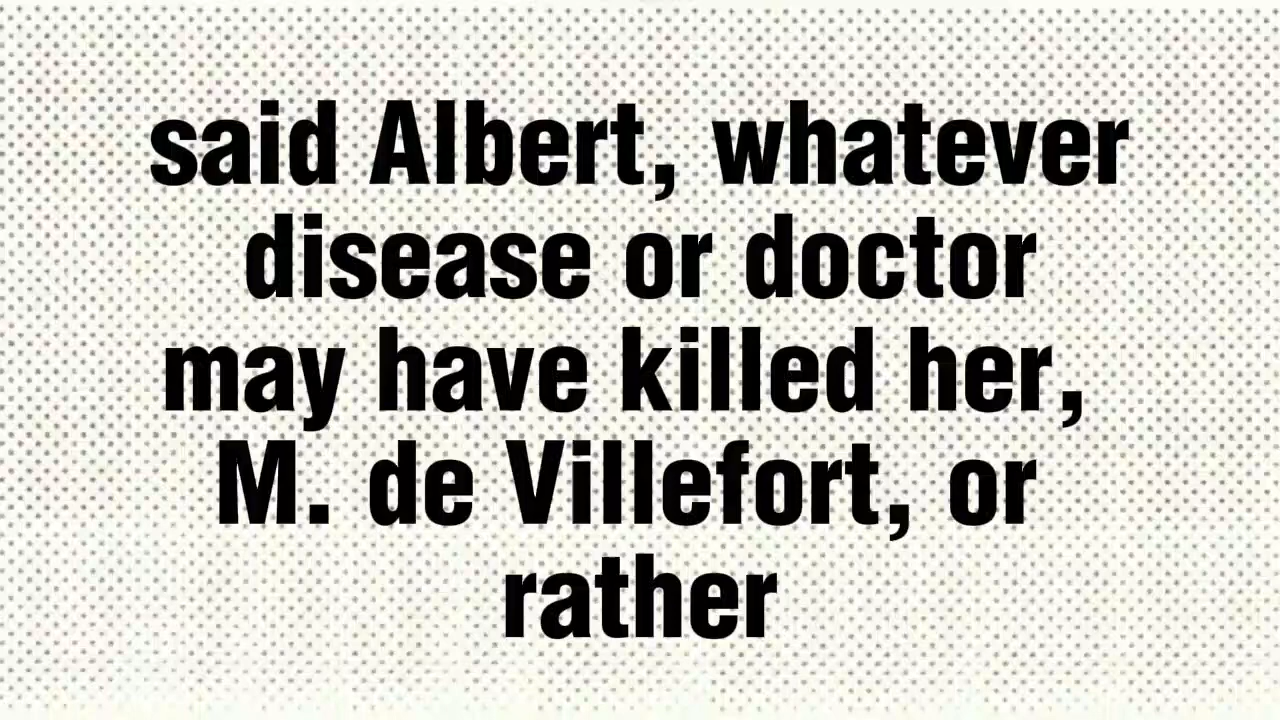 said Albert, whatever
disease or doctor
may have killed her,
M. de Villefort, or
rather